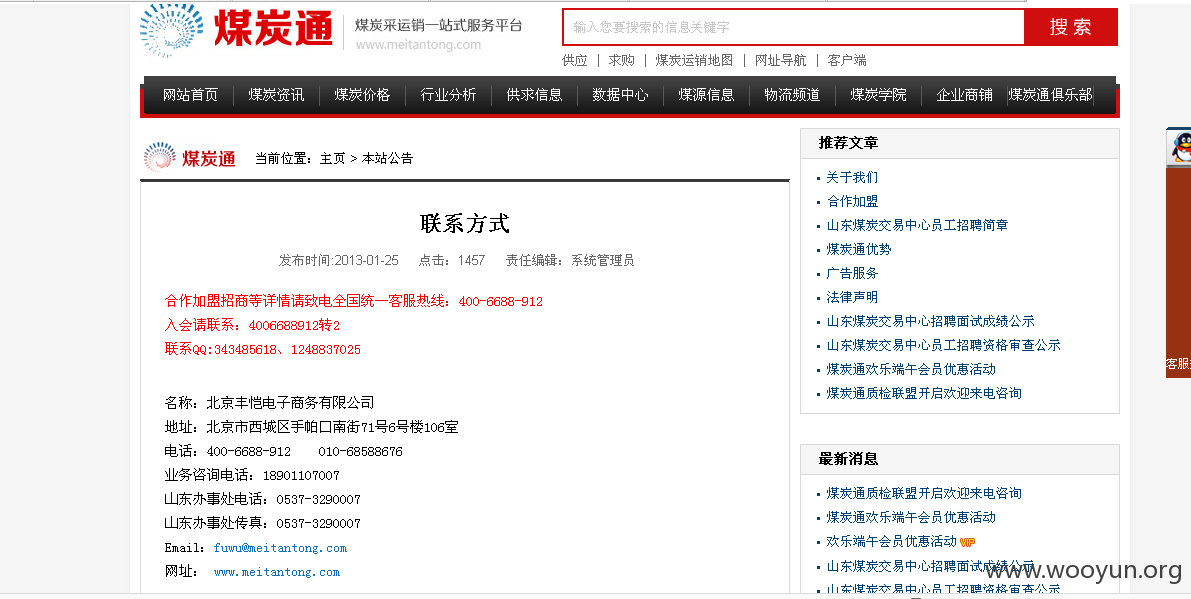 煤炭通
煤炭采运销一站式服务平台
www.meitantong.com
输入您要搜索的信息关键字
搜 索
供应 | 求购 | 煤炭运销地图 | 网址导航 | 客户端
网站首页 煤炭资讯 煤炭价格 行业分析 供求信息 数据中心 煤源信息 物流频道 煤炭学院 企业商铺 煤炭通俱乐部
煤炭通
当前位置：主页 > 本站公告
联系方式
发布时间:2013-01-25 点击：1457 责任编辑：系统管理员
合作加盟招商等详情请致电全国统一客服热线：400-6688-912
入会请联系：4006688912转2
联系QQ:343485618、1248837025
名称：北京丰恺电子商务有限公司
地址：北京市西城区手帕口南街71号6号楼106室
电话：400-6688-912 010-68588676
业务咨询电话：18901107007
山东办事处电话：0537-3290007
山东办事处传真：0537-3290007
Email：fuwu@meitantong.com
网址： www.meitantong.com
推荐文章
关于我们
合作加盟
山东煤炭交易中心员工招聘简章
煤炭通优势
广告服务
法律声明
山东煤炭交易中心招聘面试成绩公示
山东煤炭交易中心员工招聘资格审查公示
煤炭通欢乐端午会员优惠活动
煤炭通质检联盟开启欢迎来电咨询
最新消息
煤炭通质检联盟开启欢迎来电咨询
煤炭通欢乐端午会员优惠活动
欢乐端午会员优惠活动 VIP
山东煤炭交易中心招聘面试成绩公示
山东煤炭交易中心员工招聘资格审查公示
客服
www.wooyun.org